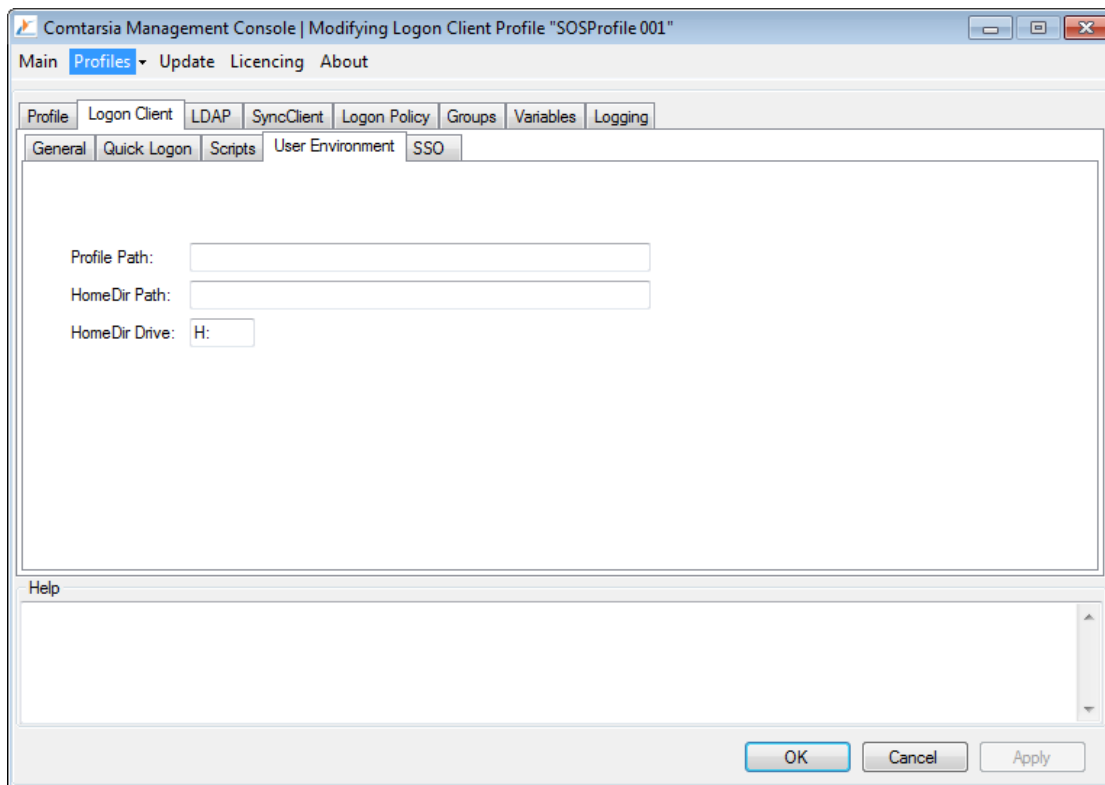 Comtarsia Management Console | Modifying Logon Client Profile "SOSProfile 001"
Main Profiles Update Licencing About
Profile Logon Client LDAP SyncClient Logon Policy Groups Variables Logging
General Quick Logon Scripts User Environment SSO
Profile Path:
HomeDir Path:
HomeDir Drive: H:
Help
OK Cancel Apply